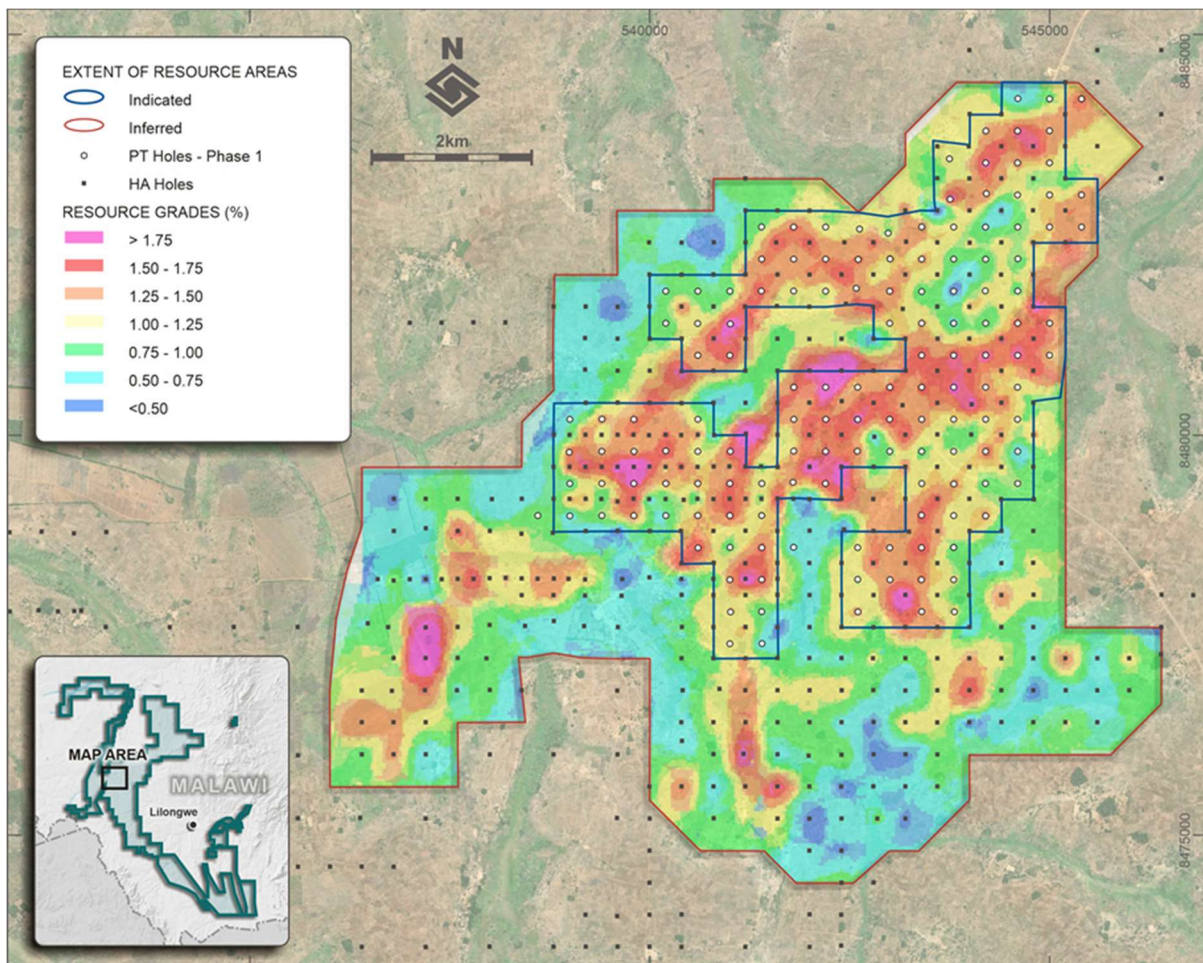 540000
545000
8485000
EXTENT OF RESOURCE AREAS
Indicated
Inferred
PT Holes - Phase 1
HA Holes
RESOURCE GRADES (%)
> 1.75
1.50 - 1.75
1.25 - 1.50
1.00 - 1.25
0.75 - 1.00
0.50 - 0.75
<0.50
N
2km
8480000
MAP AREA
MALAWI
Lilongwe
8475000